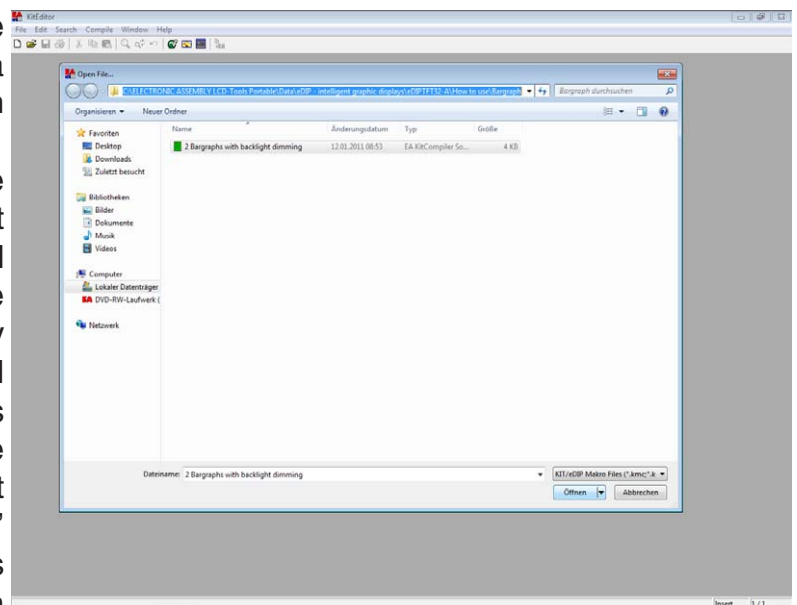 KitEditor
File Edit Search Compile Window Help
Open File...
C:\ELECTRONIC ASSEMBLY LCD-Tools Portable\Data\eDIP - intelligent graphic displays\eDIPTFT32-A\How to use\Bargraph
Bargraph durchsuchen
Organisieren Neuer Ordner
Name Änderungsdatum Typ Größe
2 Bargraphs with backlight dimming 12.01.2011 08:53 EA KitCompiler So... 4 KB
Favoriten
Desktop
Downloads
Zuletzt besucht
Bibliotheken
Bilder
Dokumente
Musik
Videos
Computer
Lokaler Datenträger
DVD-RW-Laufwerk (
Netzwerk
Dateiname: 2 Bargraphs with backlight dimming
KIT/eDIP Makro Files (*.kmc;*.k
Öffnen Abbrechen
Insert 1 / 1